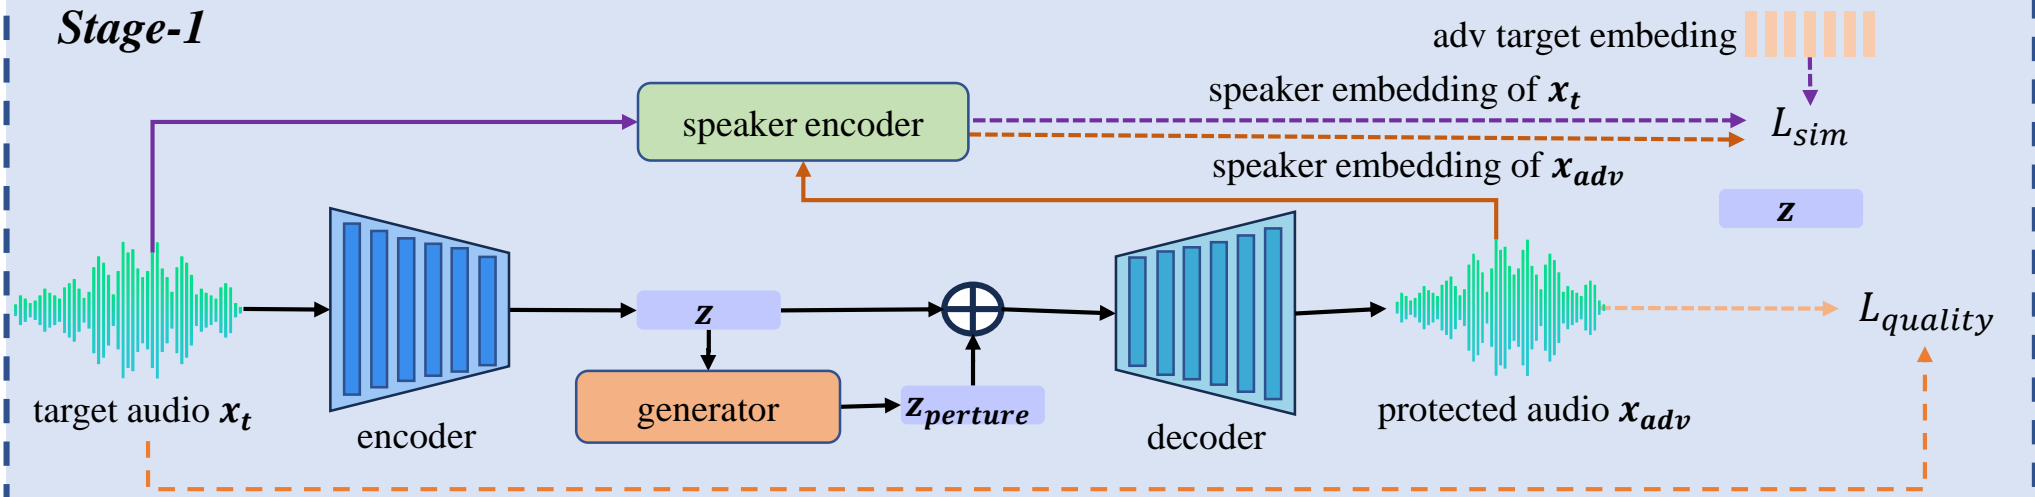 Stage-1
adv target embeding
speaker embedding of x_t
speaker encoder
L_sim
speaker embedding of x_adv
z
z
L_quality
generator
z_perture
target audio x_t
encoder
decoder
protected audio x_adv